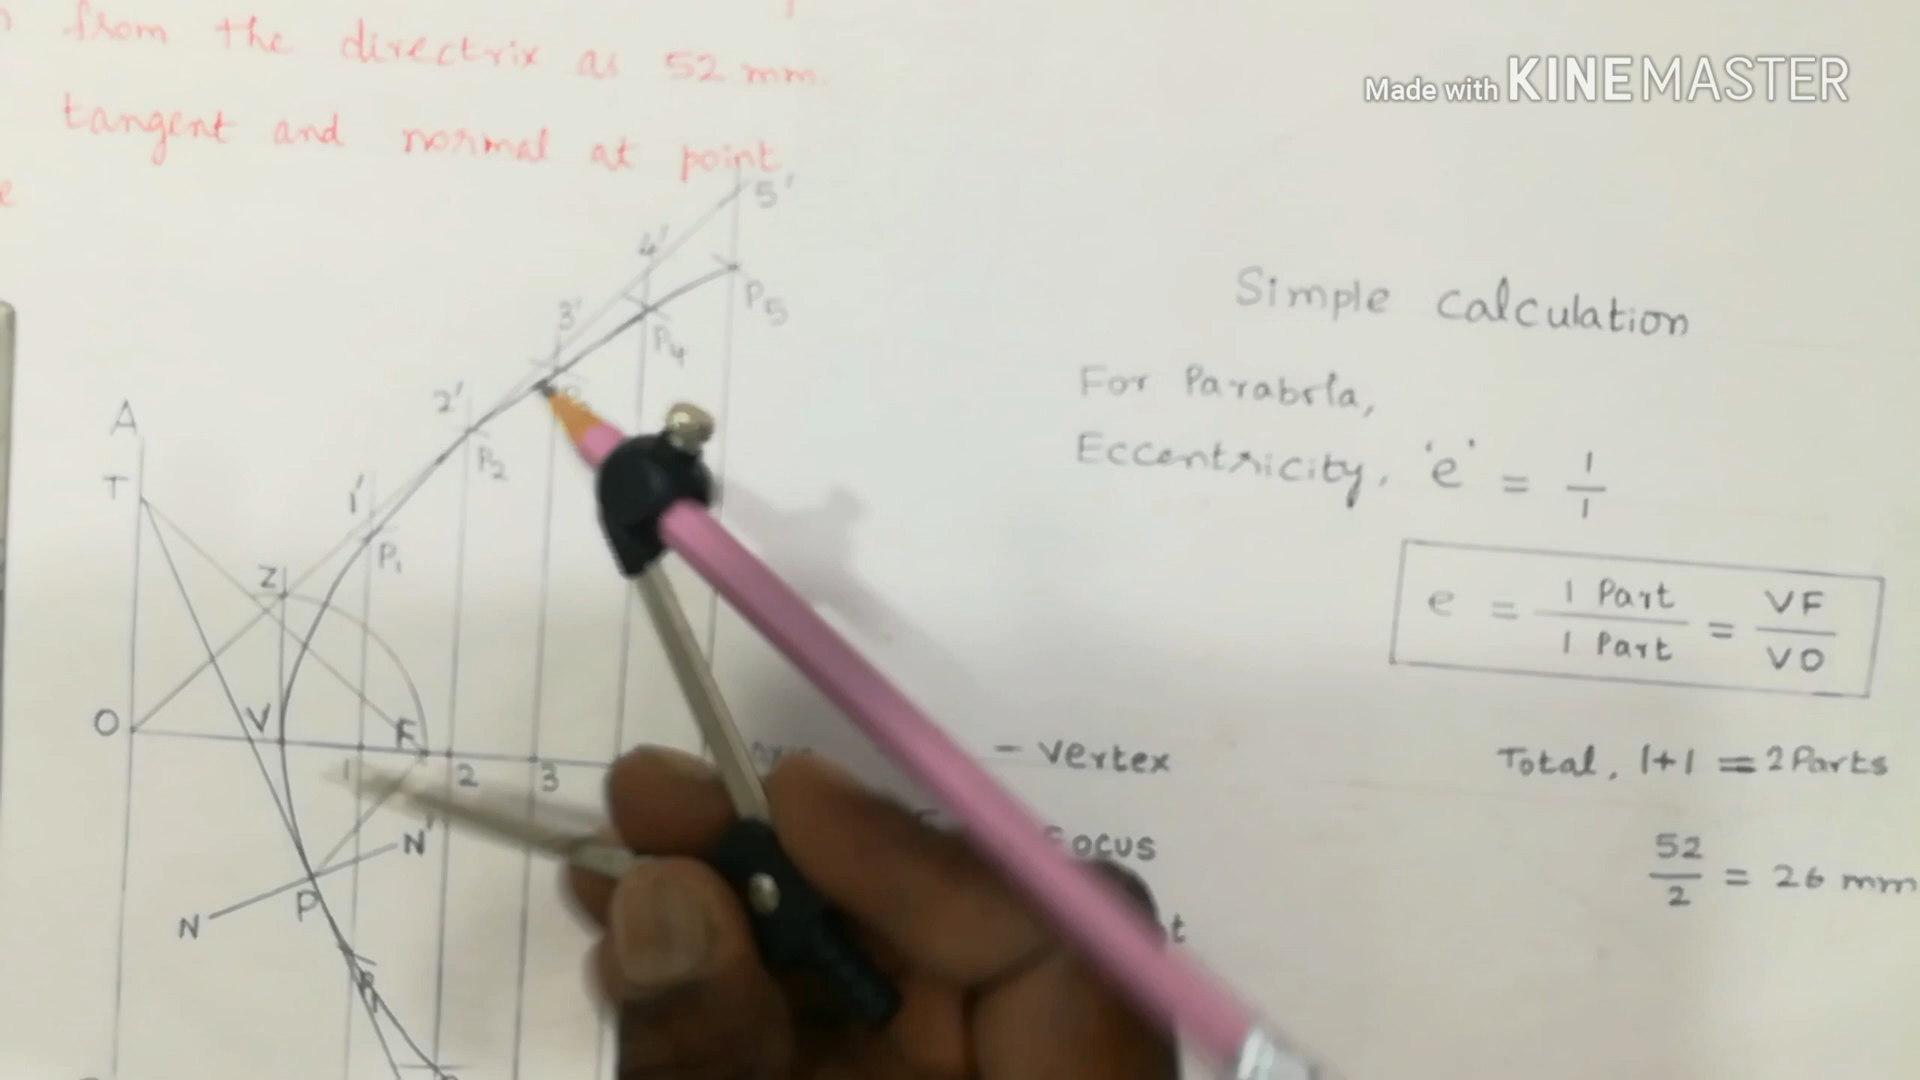 from the directrix as 52 mm.
tangent and normal at point
Made with KINEMASTER
5'
4'
P5
3'
P4
2'
A
P2
T
1'
P1
Z
O
V
F
1
2
3
N'
P
N
Simple Calculation
For Parabola,
Eccentricity, 'e' = 1/1
e = 1 Part / 1 Part = VF / VO
- Vertex
Focus
Total, 1+1 = 2 Parts
52/2 = 26 mm